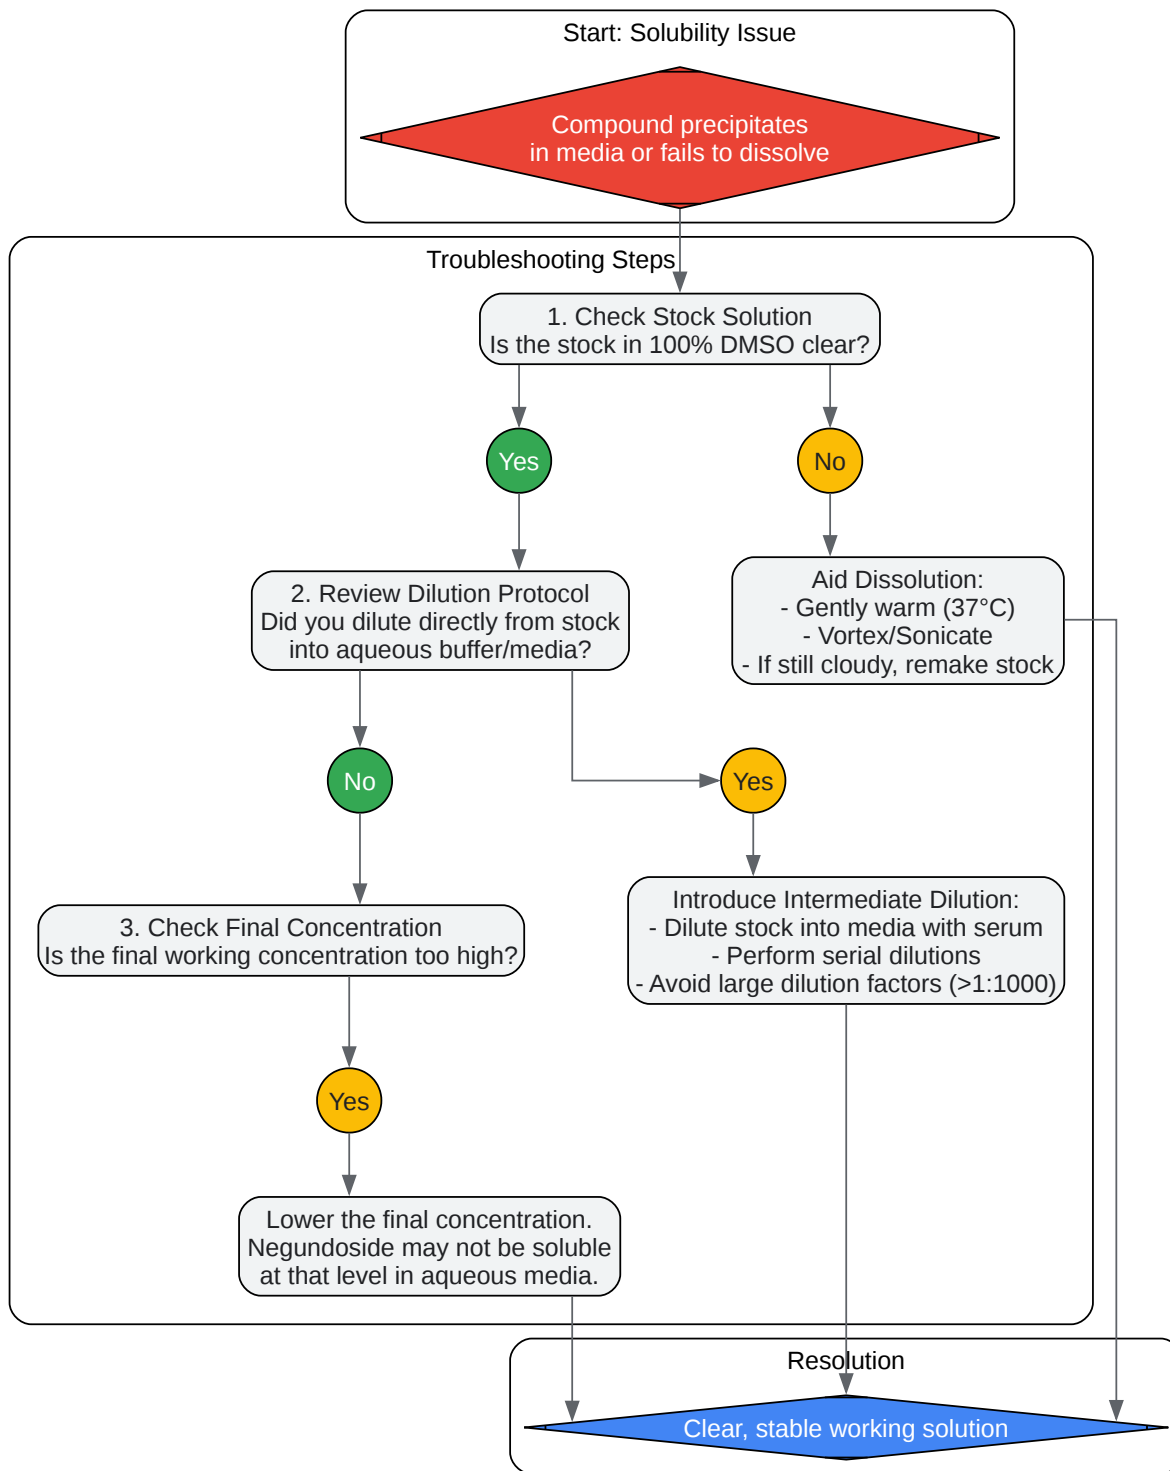 Start: Solubility Issue
Compound precipitates
in media or fails to dissolve
Troubleshooting Steps
1. Check Stock Solution
Is the stock in 100% DMSO clear?
Yes
No
2. Review Dilution Protocol
Did you dilute directly from stock
into aqueous buffer/media?
Aid Dissolution:
- Gently warm (37°C)
- Vortex/Sonicate
- If still cloudy, remake stock
No
Yes
3. Check Final Concentration
Is the final working concentration too high?
Introduce Intermediate Dilution:
- Dilute stock into media with serum
- Perform serial dilutions
- Avoid large dilution factors (>1:1000)
Yes
Lower the final concentration.
Negundoside may not be soluble
at that level in aqueous media.
Resolution
Clear, stable working solution